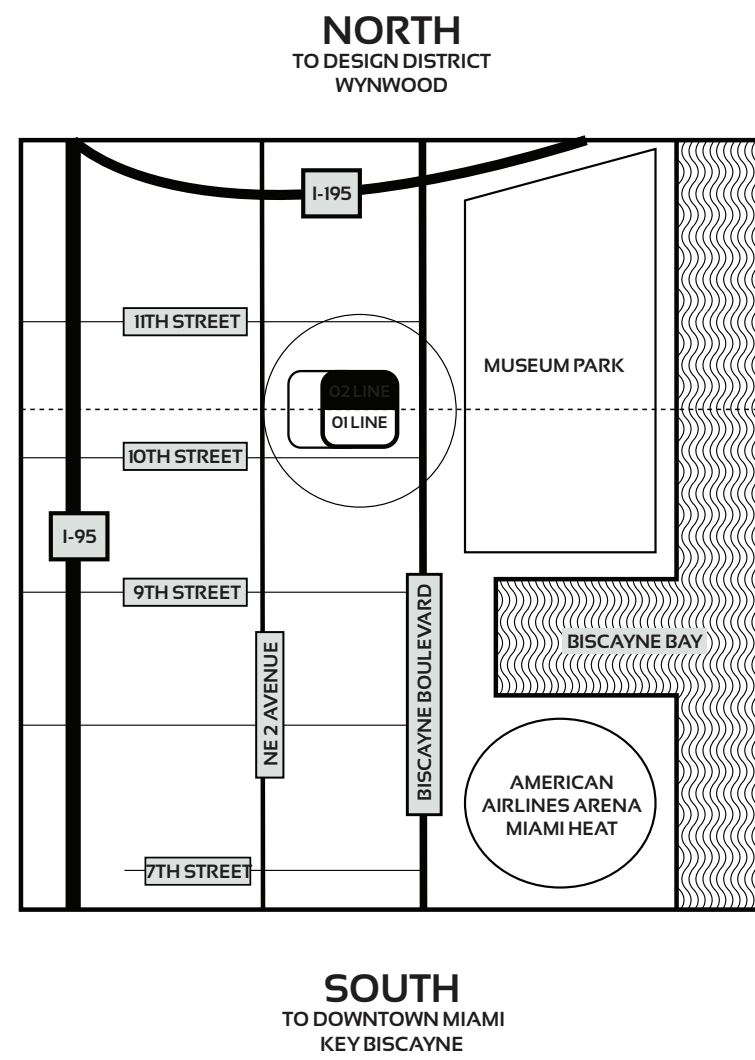 NORTH
TO DESIGN DISTRICT
WYNWOOD
I-195
11TH STREET
MUSEUM PARK
02 LINE
01 LINE
10TH STREET
I-95
9TH STREET
BISCAYNE BOULEVARD
NE 2 AVENUE
BISCAYNE BAY
AMERICAN
AIRLINES ARENA
MIAMI HEAT
7TH STREET
SOUTH
TO DOWNTOWN MIAMI
KEY BISCAYNE